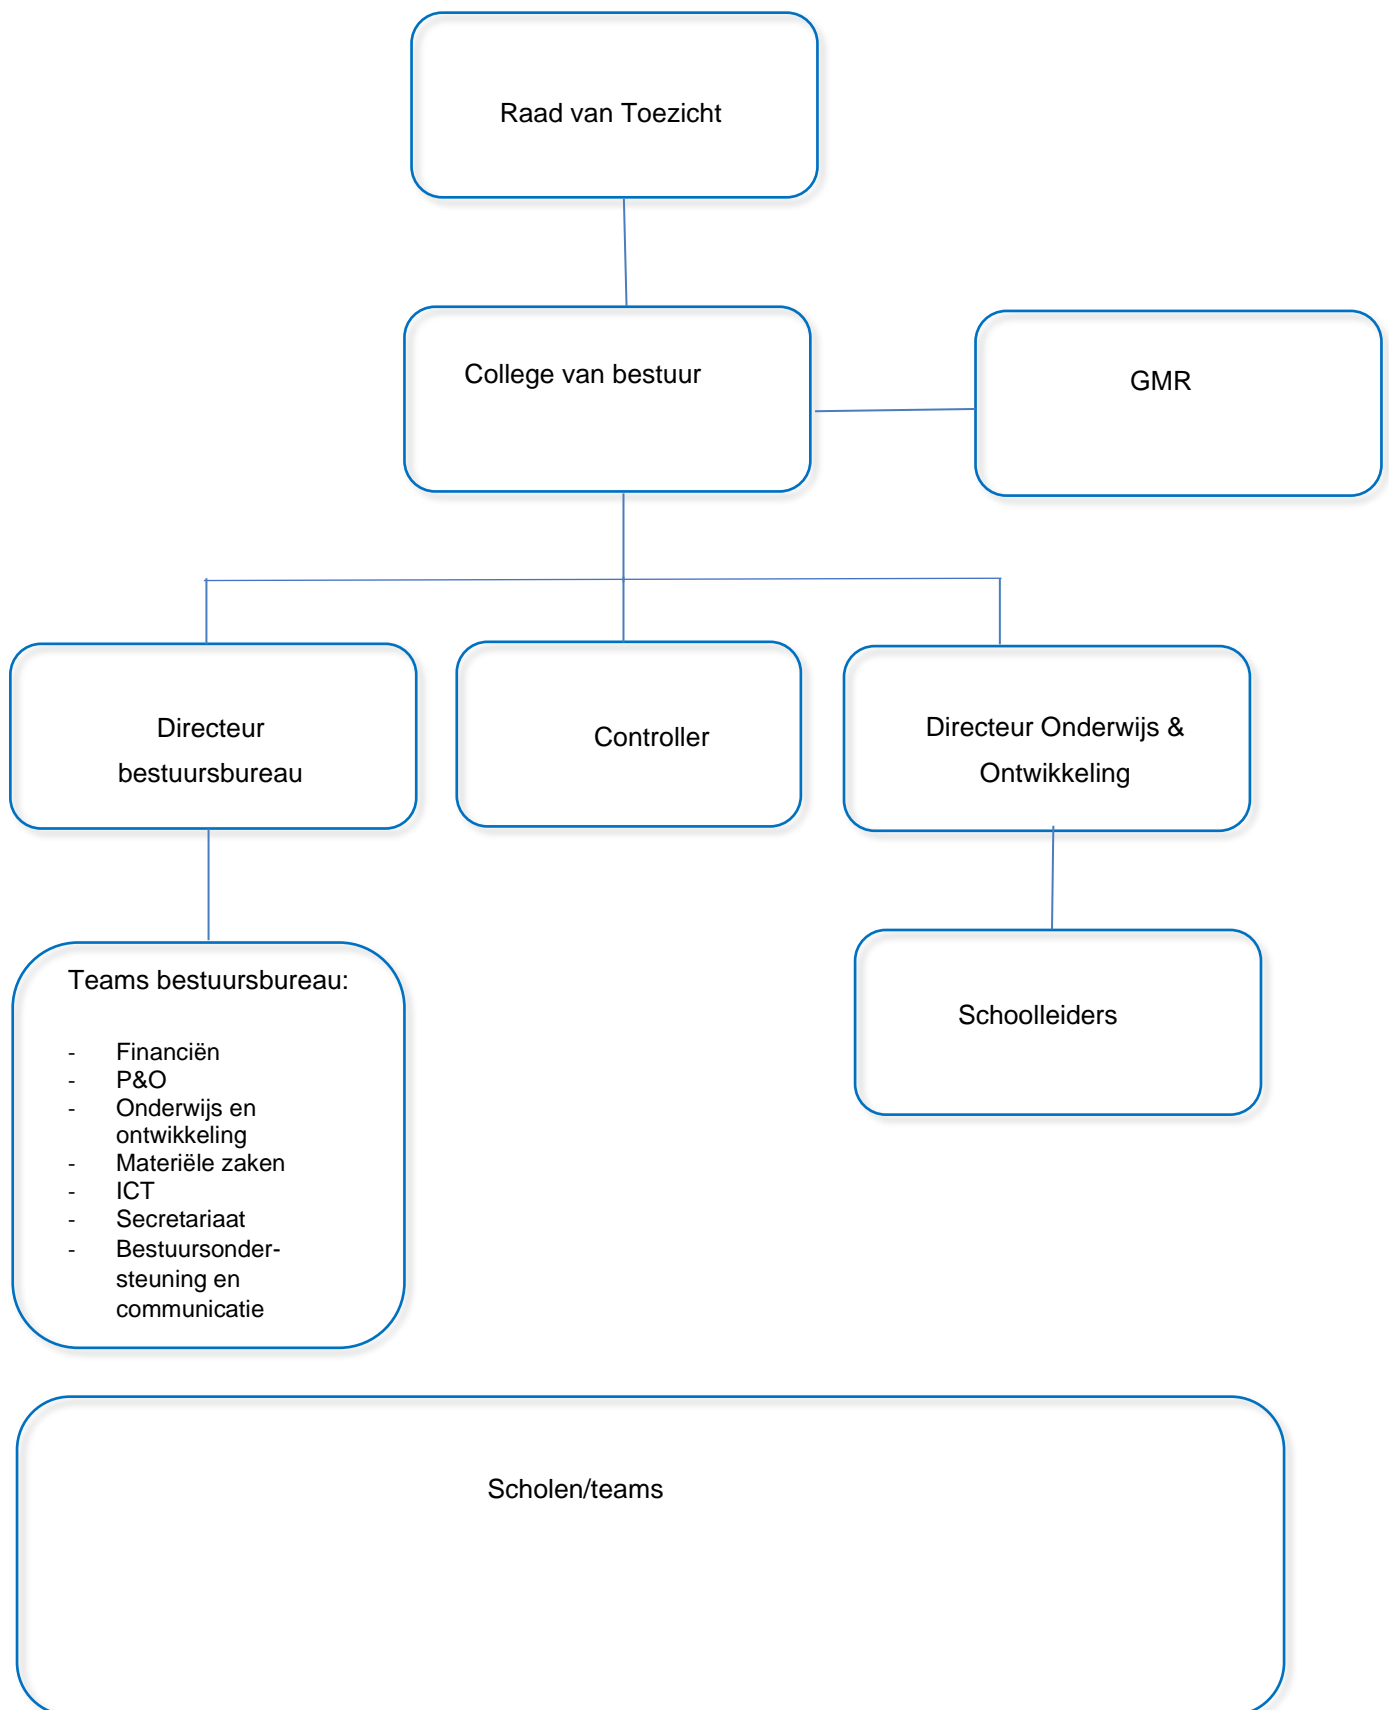 Raad van Toezicht
College van bestuur
GMR
Directeur
bestuursbureau
Controller
Directeur Onderwijs &
Ontwikkeling
Teams bestuursbureau:
- Financiën
- P&O
- Onderwijs en
ontwikkeling
- Materiële zaken
- ICT
- Secretariaat
- Bestuursonder-
steuning en
communicatie
Schoolleiders
Scholen/teams